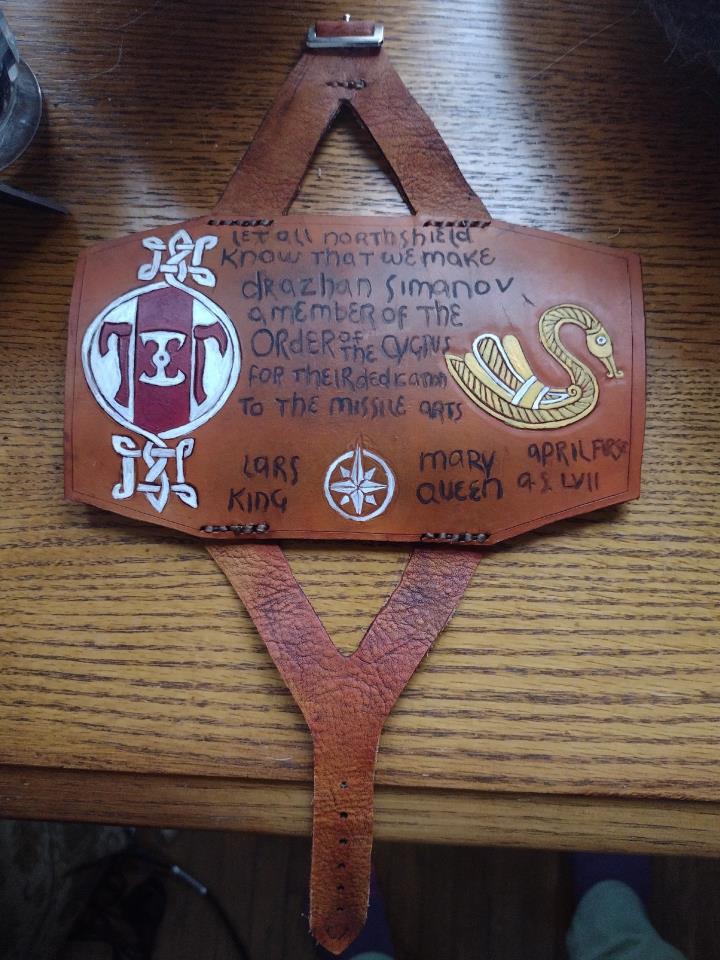 let all northshield
know that we make
drazhan simanov
a member of the
order of the cygnus
for their dedication
to the missile arts
lars
king
mary
queen
april first
a.s. LVII